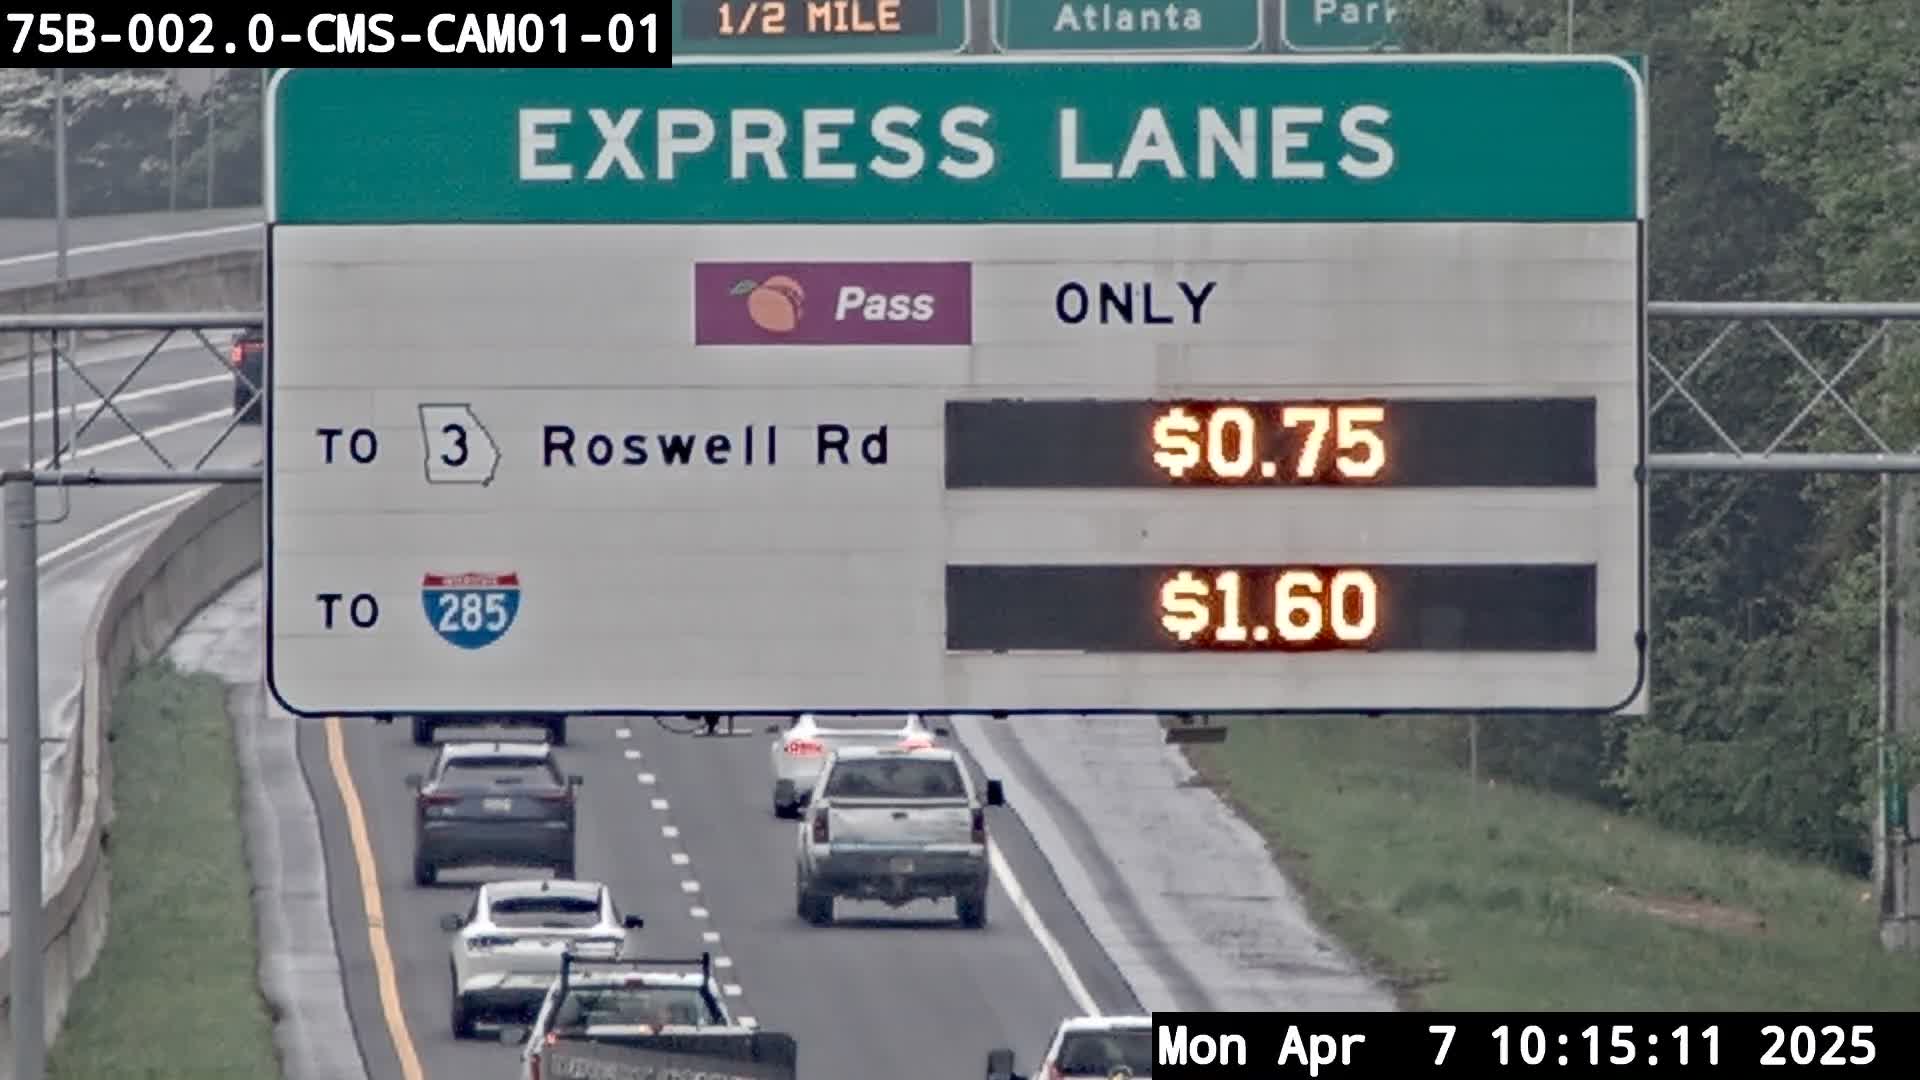 75B-002.0-CMS-CAM01-01
1/2 MILE
Atlanta
EXPRESS LANES
Pass ONLY
TO 3 Roswell Rd $0.75
TO INTERSTATE 285 $1.60
Mon Apr 7 10:15:11 2025